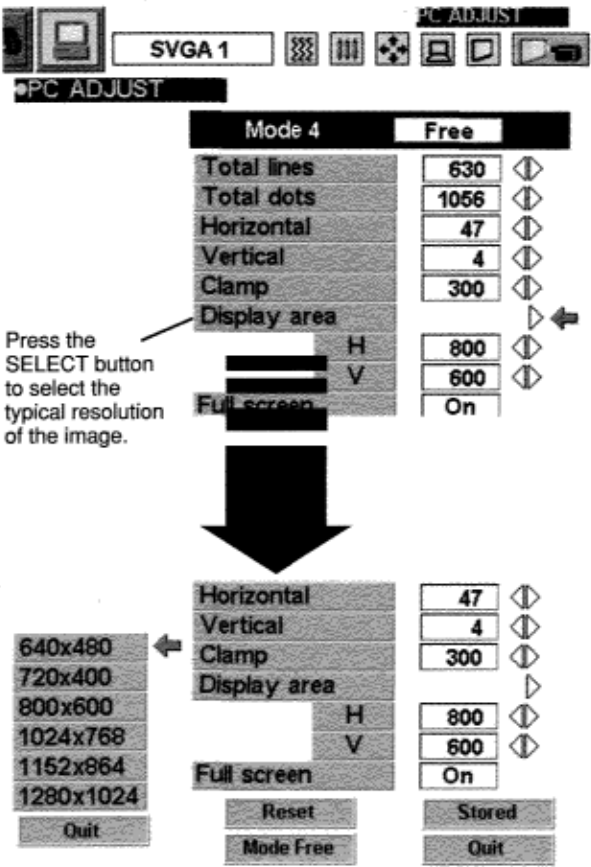 PC ADJUST
SVGA 1
●PC ADJUST
Mode 4 Free
Total lines 630
Total dots 1056
Horizontal 47
Vertical 4
Clamp 300
Display area
H 800
V 600
Full screen On
Press the
SELECT button
to select the
typical resolution
of the image.
Horizontal 47
Vertical 4
Clamp 300
Display area
H 800
V 600
Full screen On
640x480
720x400
800x600
1024x768
1152x864
1280x1024
Quit
Reset Stored
Mode Free Quit